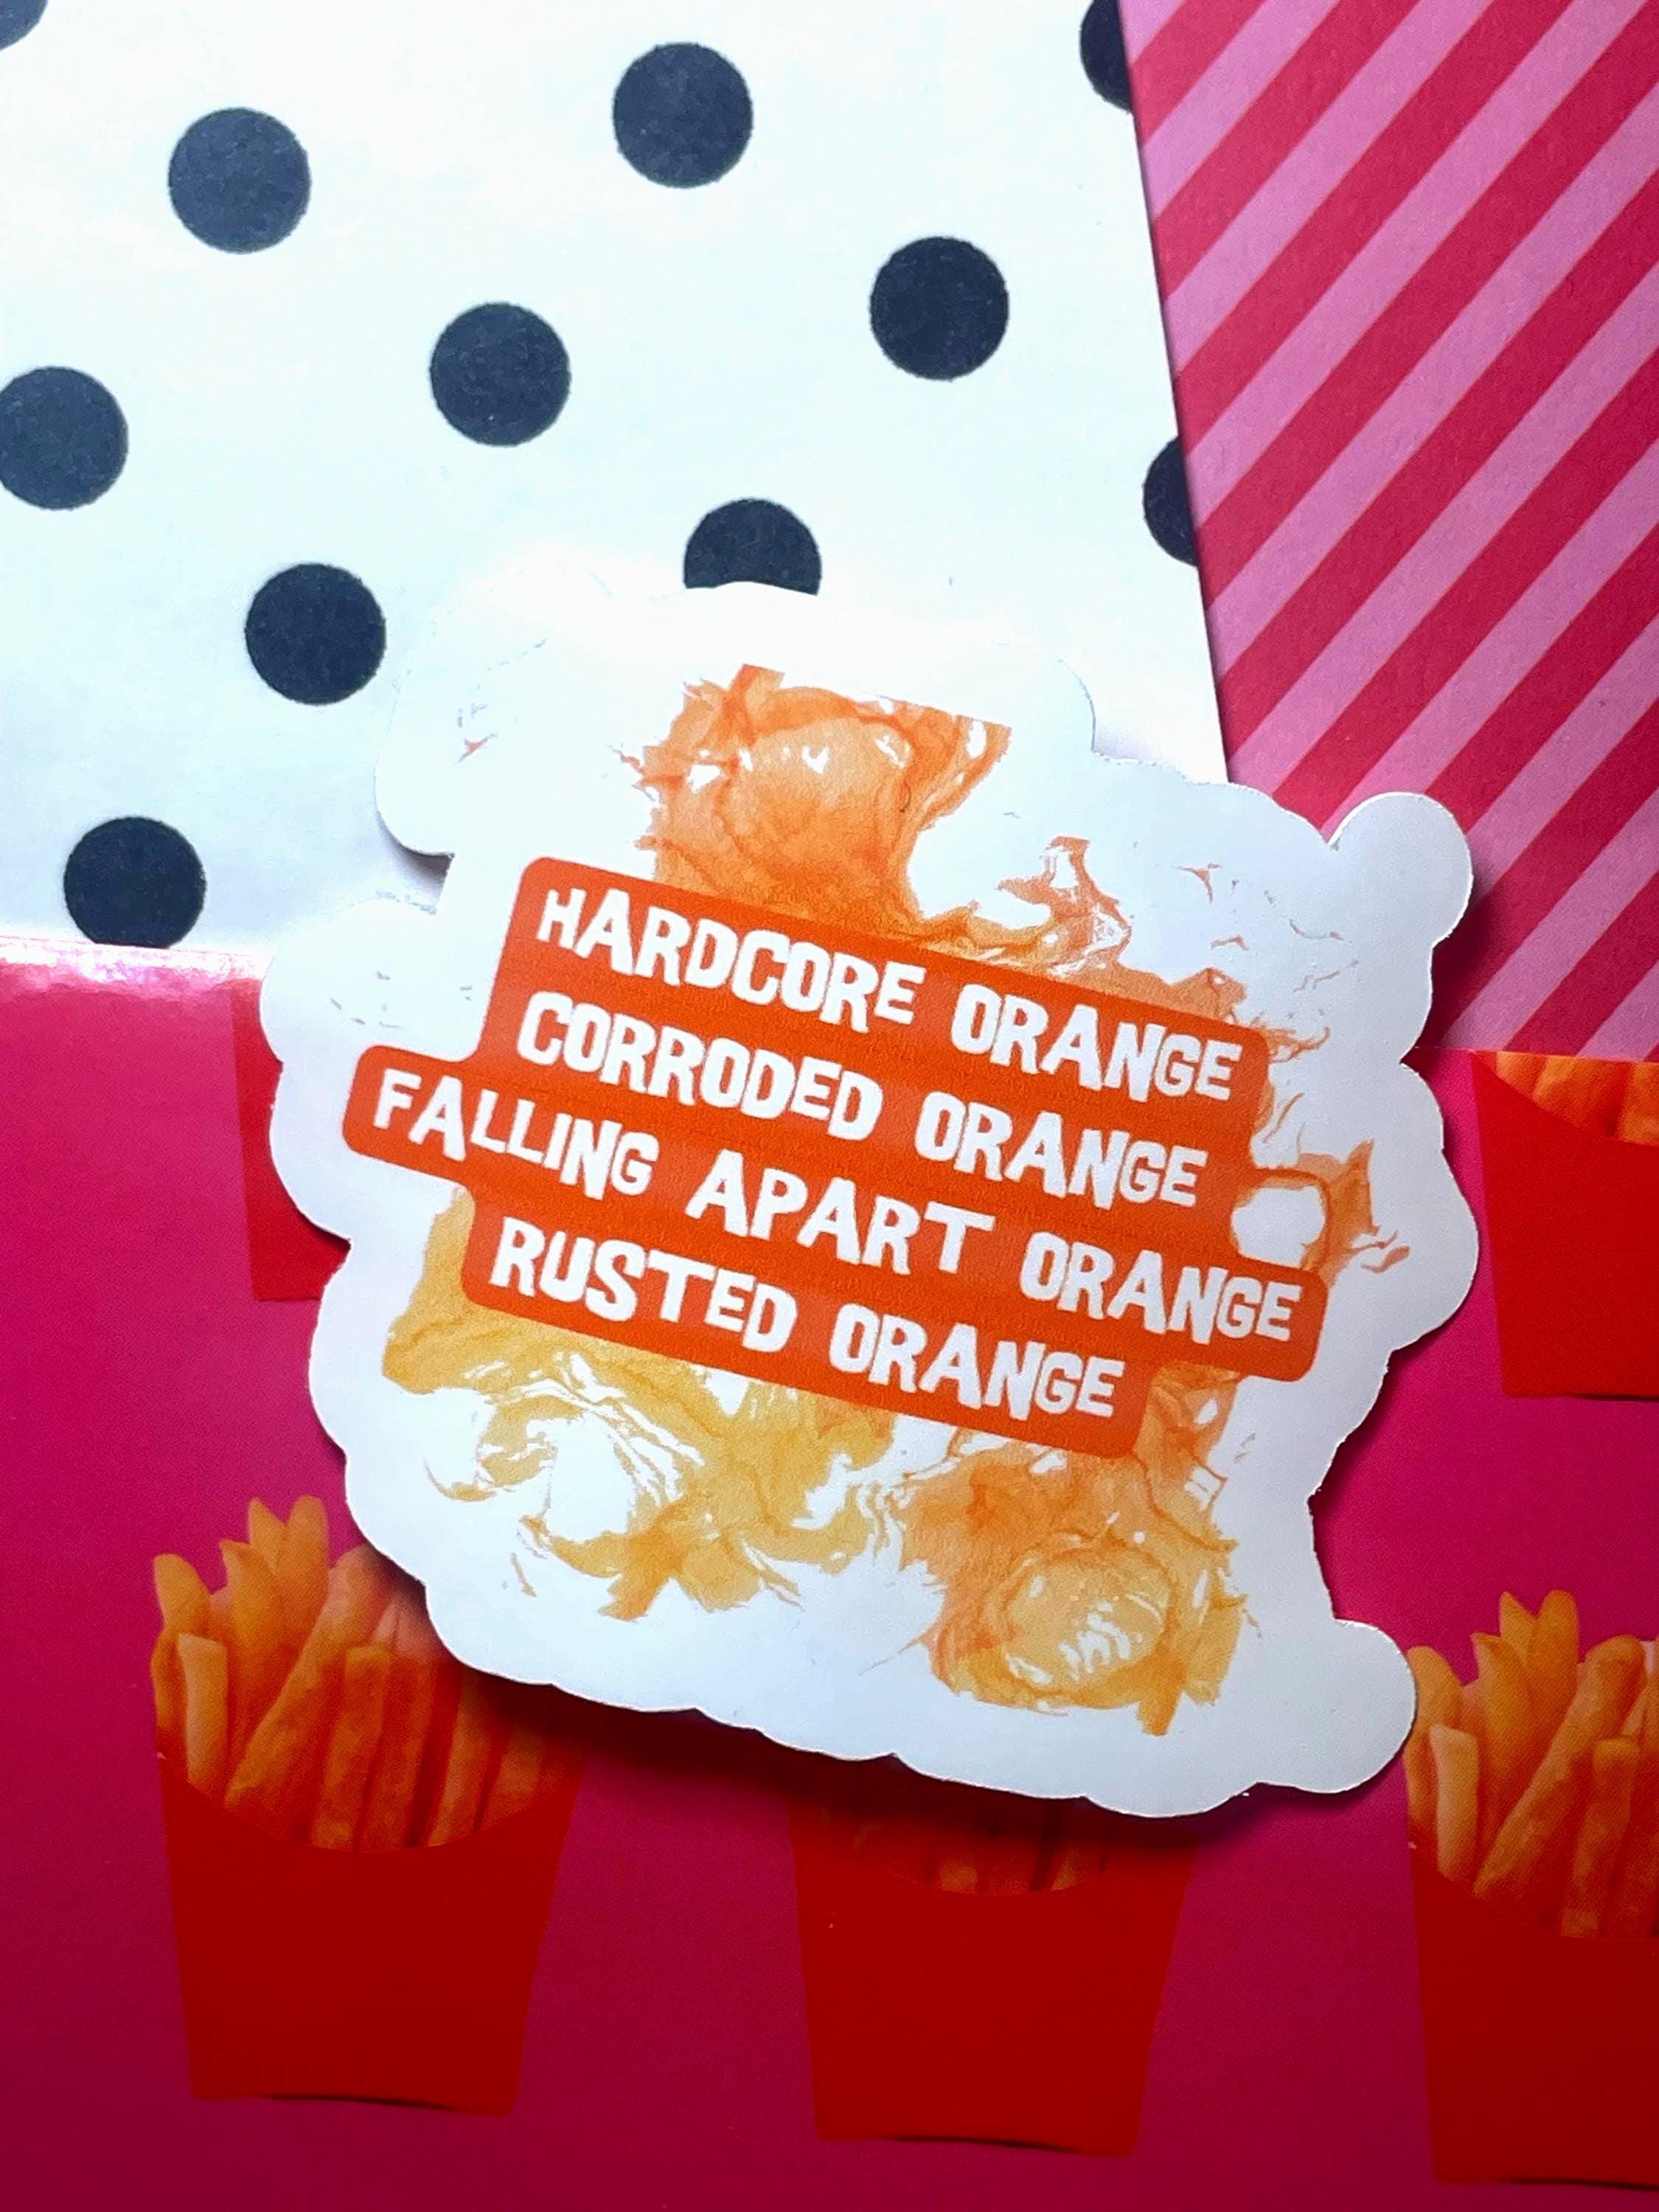 HARDCORE ORANGE
CORRODED ORANGE
FALLING APART ORANGE
RUSTED ORANGE